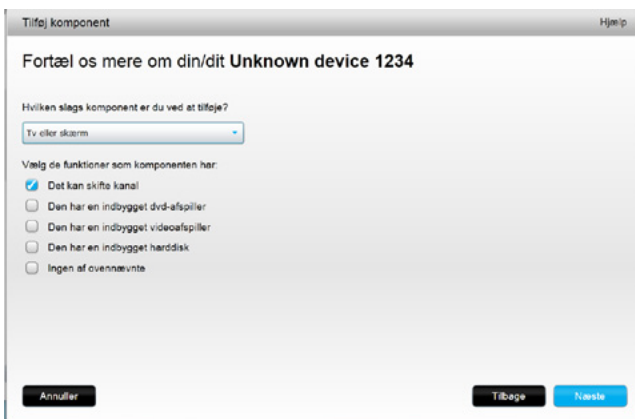 Tilføj komponent
Hjælp
Fortæl os mere om din/dit Unknown device 1234
Hvilken slags komponent er du ved at tilføje?
Tv eller skærm
Vælg de funktioner som komponenten har:
Det kan skifte kanal
Den har en indbygget dvd-afspiller
Den har en indbygget videoafspiller
Den har en indbygget harddisk
Ingen af ovennævnte
Annuller
Tilbage
Næste